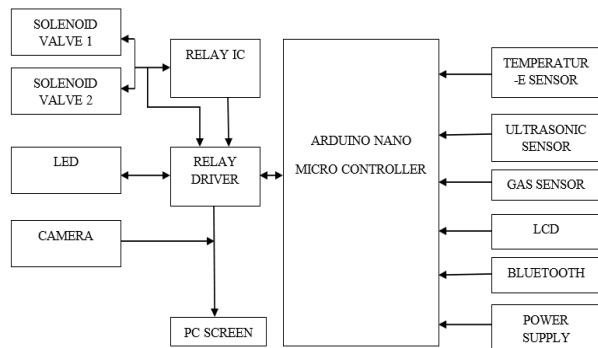 SOLENOID
VALVE 1
SOLENOID
VALVE 2
LED
CAMERA
RELAY IC
RELAY
DRIVER
PC SCREEN
ARDUINO NANO
MICRO CONTROLLER
TEMPERATUR
-E SENSOR
ULTRASONIC
SENSOR
GAS SENSOR
LCD
BLUETOOTH
POWER
SUPPLY